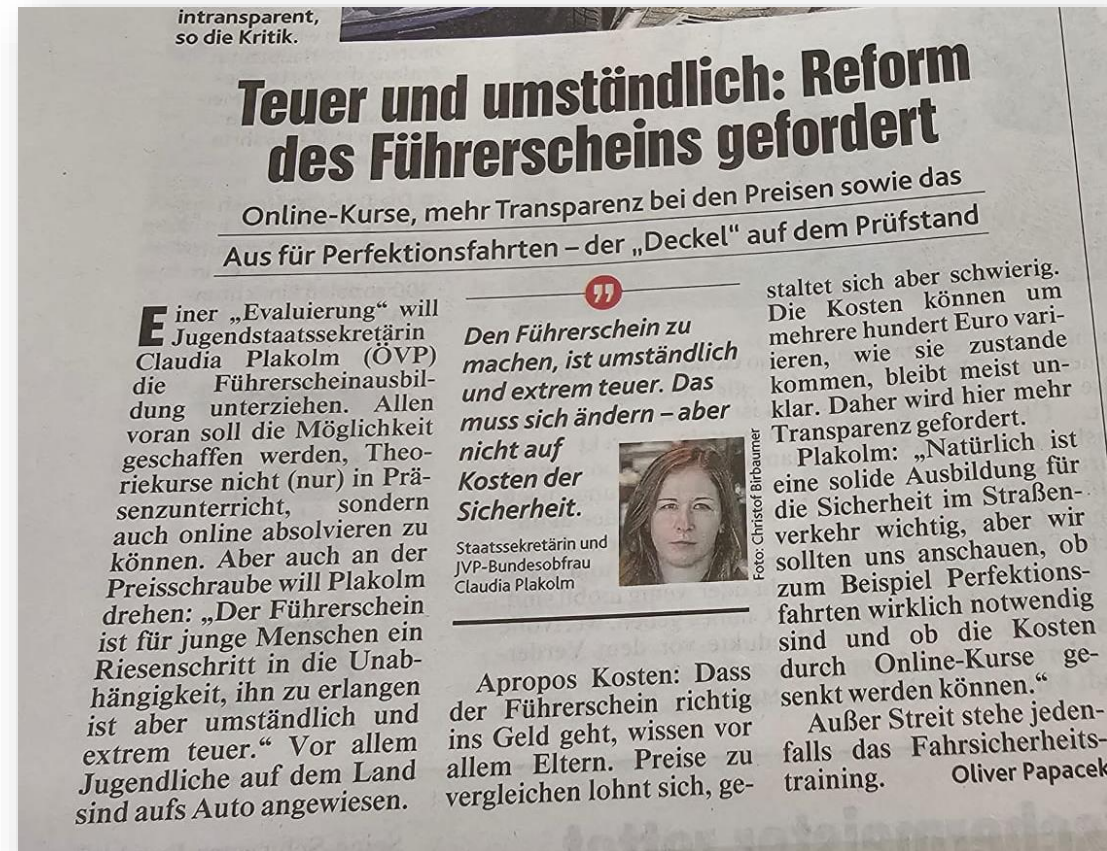 intransparent,
so die Kritik.
Teuer und umständlich: Reform
des Führerscheins gefordert
Online-Kurse, mehr Transparenz bei den Preisen sowie das
Aus für Perfektionsfahrten – der „Deckel“ auf dem Prüfstand
Einer „Evaluierung“ will
Jugendstaatssekretärin
Claudia Plakolm (ÖVP)
die Führerscheinausbil-
dung unterziehen. Allen
voran soll die Möglichkeit
geschaffen werden, Theo-
riekurse nicht (nur) in Prä-
senzunterricht, sondern
auch online absolvieren zu
können. Aber auch an der
Preisschraube will Plakolm
drehen: „Der Führerschein
ist für junge Menschen ein
Riesenschritt in die Unab-
hängigkeit, ihn zu erlangen
ist aber umständlich und
extrem teuer.“ Vor allem
Jugendliche auf dem Land
sind aufs Auto angewiesen.
Den Führerschein zu
machen, ist umständlich
und extrem teuer. Das
muss sich ändern – aber
nicht auf
Kosten der
Sicherheit.
Staatssekretärin und
JVP-Bundesobfrau
Claudia Plakolm
Foto: Christof Birbaumer
Apropos Kosten: Dass
der Führerschein richtig
ins Geld geht, wissen vor
allem Eltern. Preise zu
vergleichen lohnt sich, ge-
staltet sich aber schwierig.
Die Kosten können um
mehrere hundert Euro vari-
ieren, wie sie zustande
kommen, bleibt meist un-
klar. Daher wird hier mehr
Transparenz gefordert.
Plakolm: „Natürlich ist
eine solide Ausbildung für
die Sicherheit im Straßen-
verkehr wichtig, aber wir
sollten uns anschauen, ob
zum Beispiel Perfektions-
fahrten wirklich notwendig
sind und ob die Kosten
durch Online-Kurse ge-
senkt werden können.“
Außer Streit stehe jeden-
falls das Fahrsicherheits-
training.
Oliver Papacek